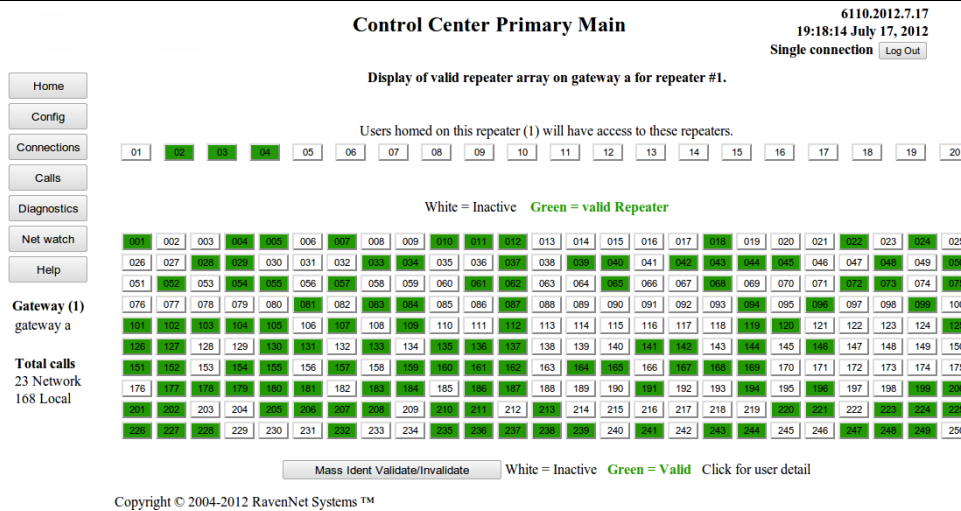 Control Center Primary Main
6110.2012.7.17
19:18:14 July 17, 2012
Single connection Log Out
Display of valid repeater array on gateway a for repeater #1.
Home
Config
Connections
Calls
Diagnostics
Net watch
Help
Gateway (1)
gateway a
Total calls
23 Network
168 Local
Users homed on this repeater (1) will have access to these repeaters.
01 02 03 04 05 06 07 08 09 10 11 12 13 14 15 16 17 18 19 20
White = Inactive Green = valid Repeater
001 002 003 004 005 006 007 008 009 010 011 012 013 014 015 016 017 018 019 020 021 022 023 024 025
026 027 028 029 030 031 032 033 034 035 036 037 038 039 040 041 042 043 044 045 046 047 048 049 050
051 052 053 054 055 056 057 058 059 060 061 062 063 064 065 066 067 068 069 070 071 072 073 074 075
076 077 078 079 080 081 082 083 084 085 086 087 088 089 090 091 092 093 094 095 096 097 098 099 100
101 102 103 104 105 106 107 108 109 110 111 112 113 114 115 116 117 118 119 120 121 122 123 124 125
126 127 128 129 130 131 132 133 134 135 136 137 138 139 140 141 142 143 144 145 146 147 148 149 150
151 152 153 154 155 156 157 158 159 160 161 162 163 164 165 166 167 168 169 170 171 172 173 174 175
176 177 178 179 180 181 182 183 184 185 186 187 188 189 190 191 192 193 194 195 196 197 198 199 200
201 202 203 204 205 206 207 208 209 210 211 212 213 214 215 216 217 218 219 220 221 222 223 224 225
226 227 228 229 230 231 232 233 234 235 236 237 238 239 240 241 242 243 244 245 246 247 248 249 250
Mass Ident Validate/Invalidate White = Inactive Green = Valid Click for user detail
Copyright © 2004-2012 RavenNet Systems ™